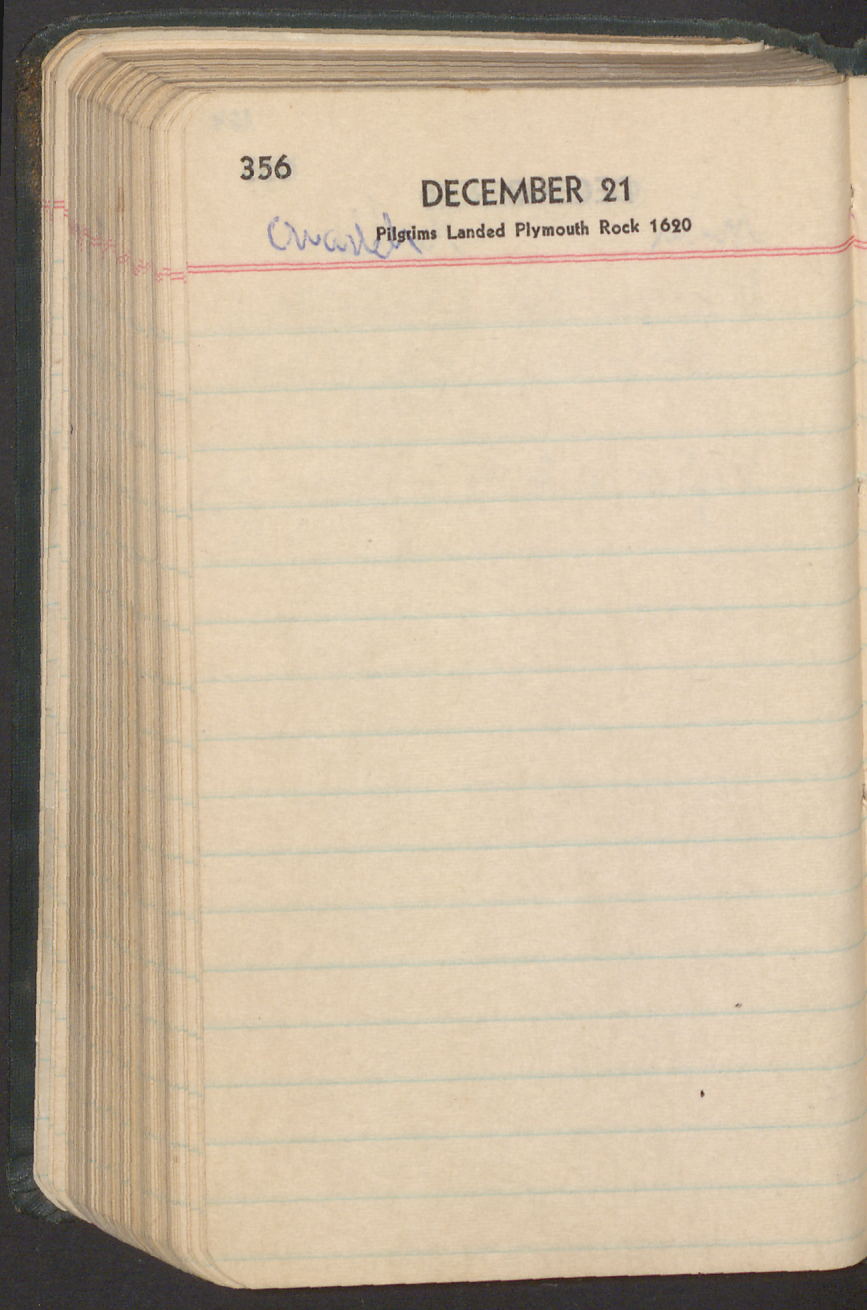 356
DECEMBER 21
Pilgrims Landed Plymouth Rock 1620